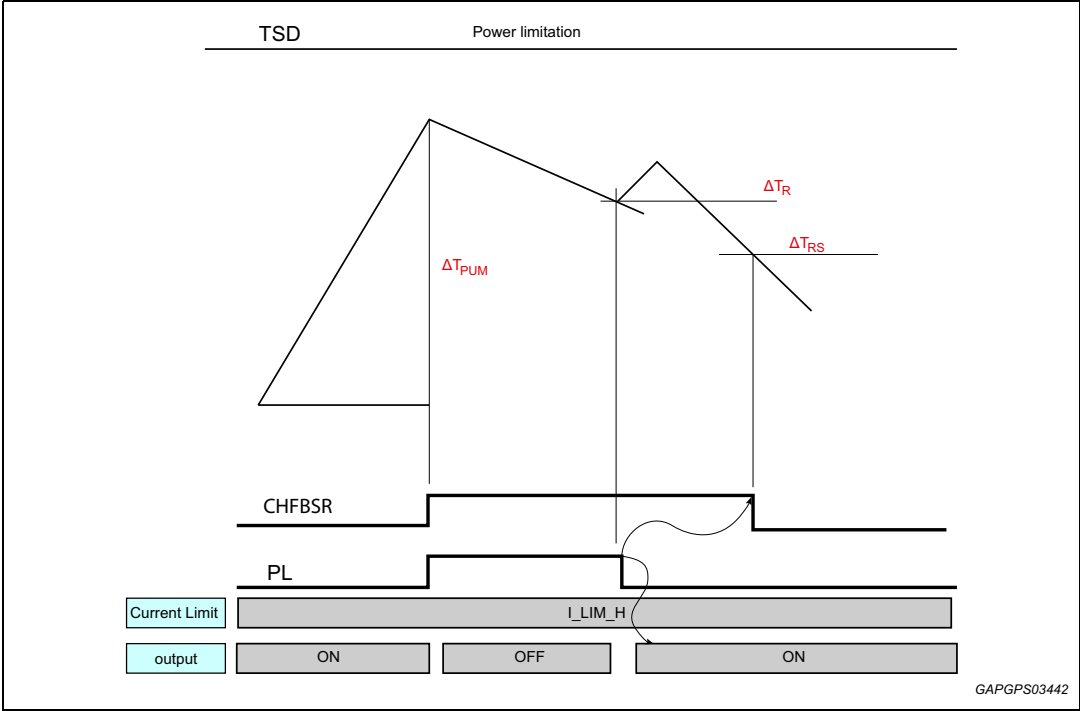 TSD
Power limitation
ΔTR
ΔTRS
ΔTPUM
CHFBSR
PL
Current Limit
I_LIM_H
output
ON
OFF
ON
GAPGPS03442